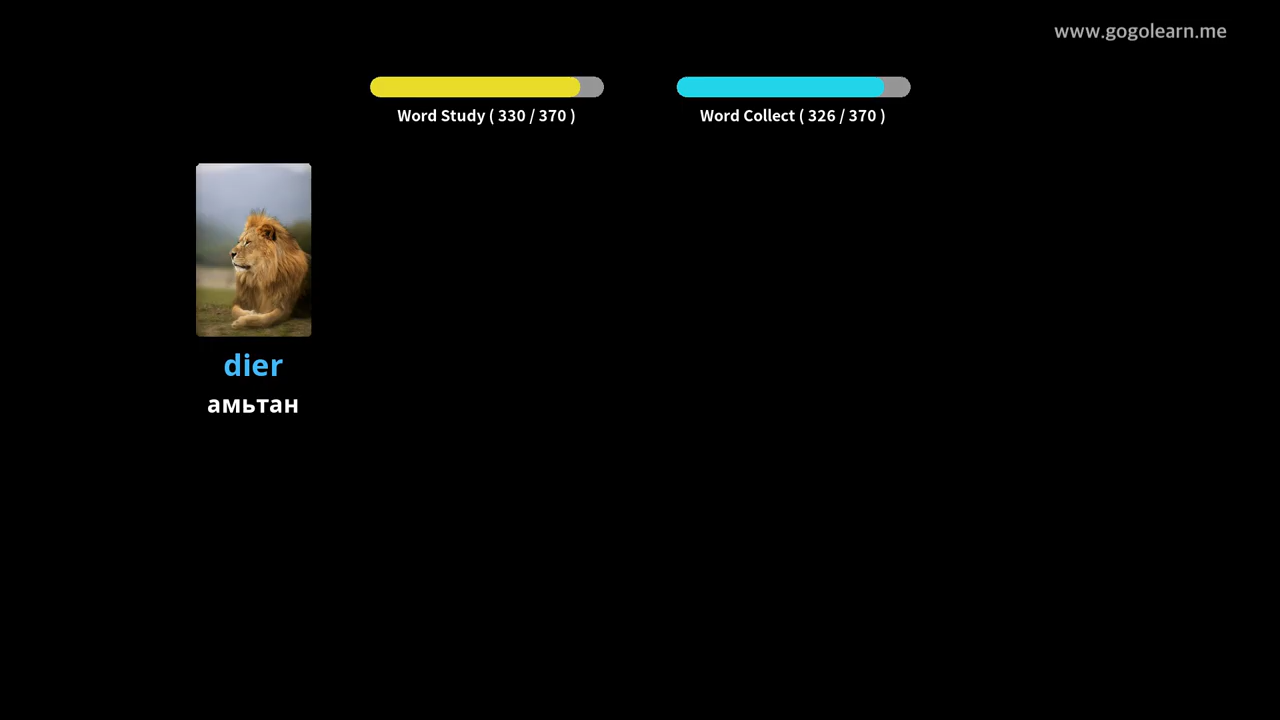 www.gogolearn.me
Word Study ( 330 / 370 )
Word Collect ( 326 / 370 )
dier
амьтан